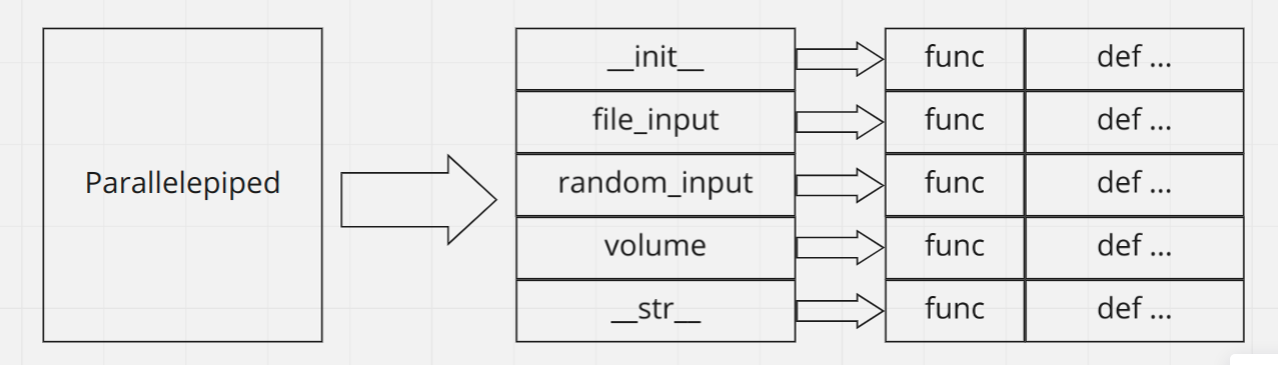 Parallelepiped
__init__ func def ...
file_input func def ...
random_input func def ...
volume func def ...
__str__ func def ...